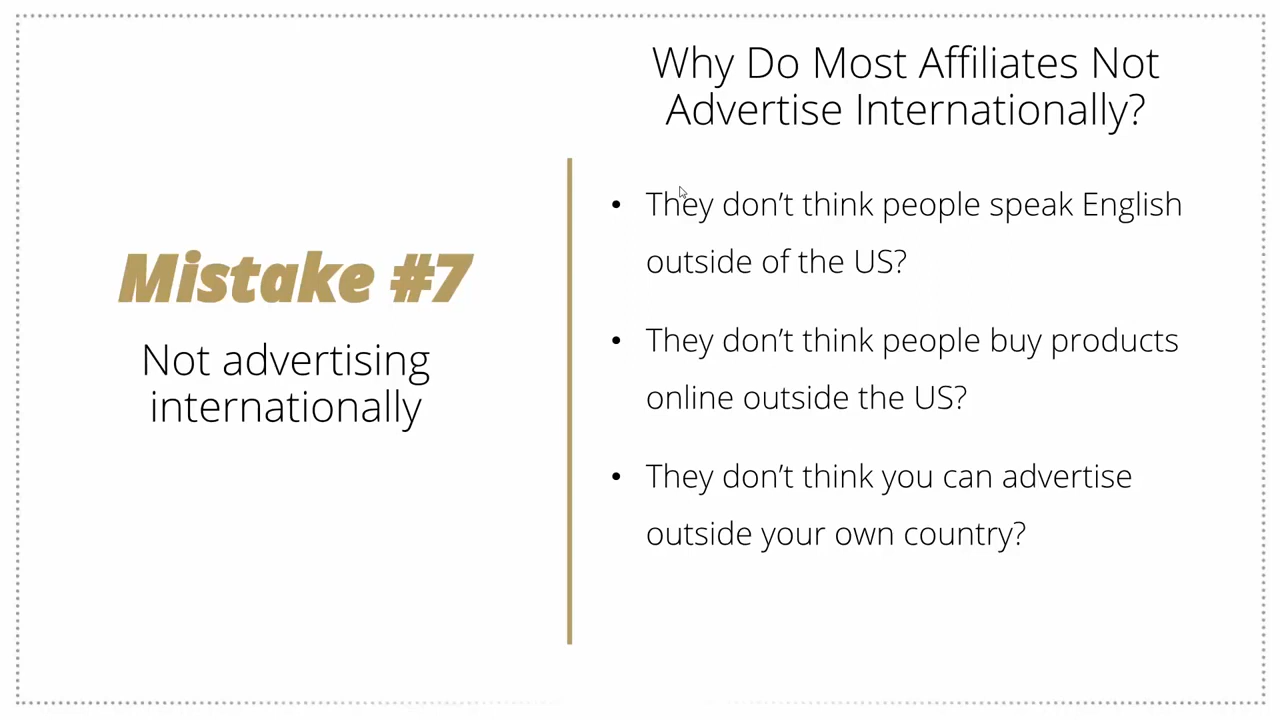 Mistake #7
Not advertising
internationally
Why Do Most Affiliates Not
Advertise Internationally?
• They don’t think people speak English
outside of the US?
• They don’t think people buy products
online outside the US?
• They don’t think you can advertise
outside your own country?